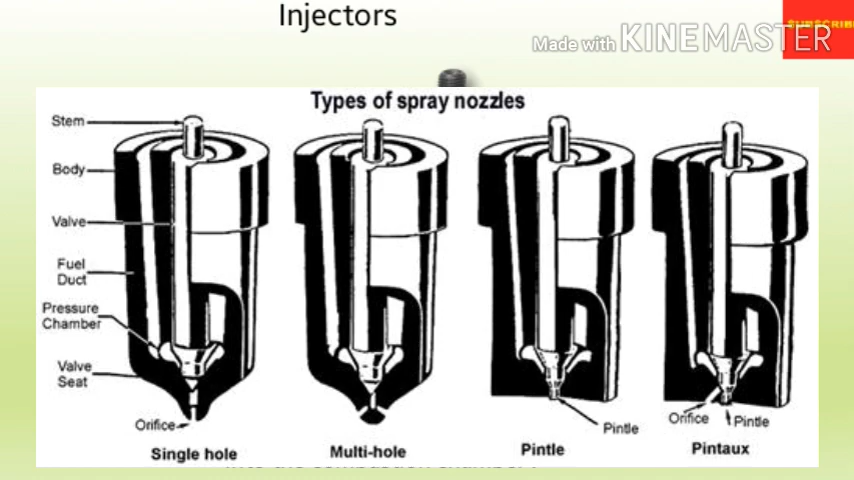 Injectors
SUBSCRIBE
Made with KINEMASTER
Types of spray nozzles
Stem
Body
Valve
Fuel
Duct
Pressure
Chamber
Valve
Seat
Orifice
Pintle
Orifice
Pintle
Single hole
Multi-hole
Pintle
Pintaux